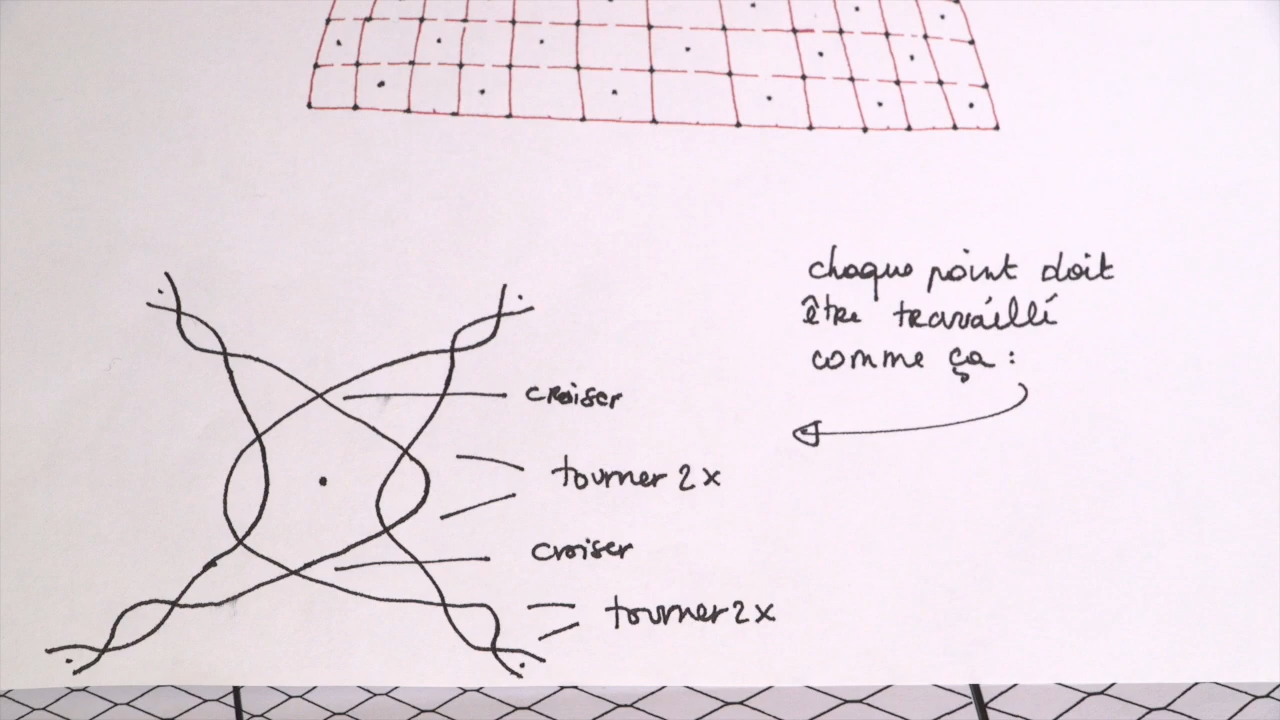 chaque point doit
être travaillé
comme ça :
croiser
tourner 2x
croiser
tourner 2x